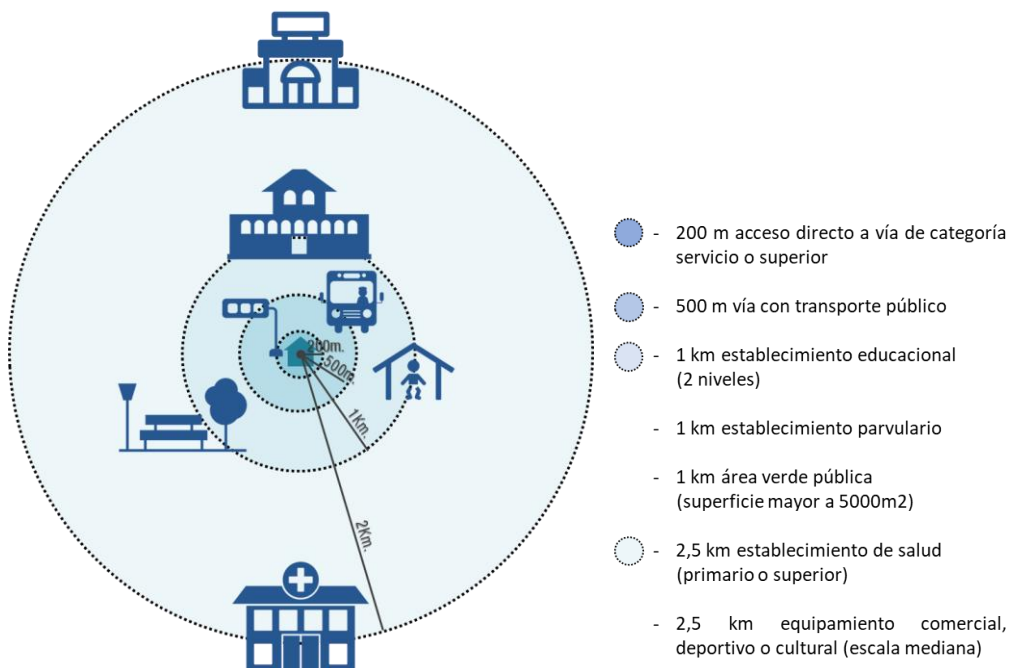 200m.
500m.
1Km.
2Km.
- 200 m acceso directo a vía de categoría
servicio o superior
- 500 m vía con transporte público
- 1 km establecimiento educacional
(2 niveles)
- 1 km establecimiento parvulario
- 1 km área verde pública
(superficie mayor a 5000m2)
- 2,5 km establecimiento de salud
(primario o superior)
- 2,5 km equipamiento comercial,
deportivo o cultural (escala mediana)